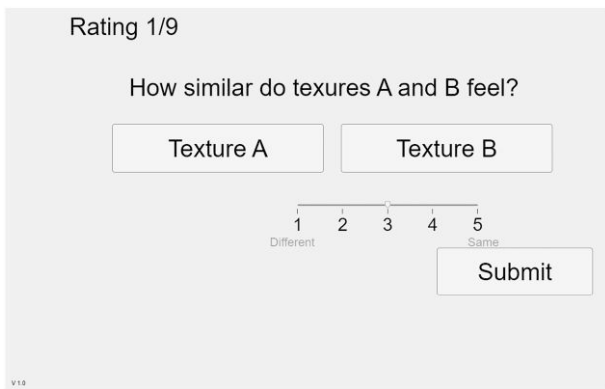 Rating 1/9
How similar do texures A and B feel?
Texture A Texture B
1 2 3 4 5
Different Same
Submit
V 1.0